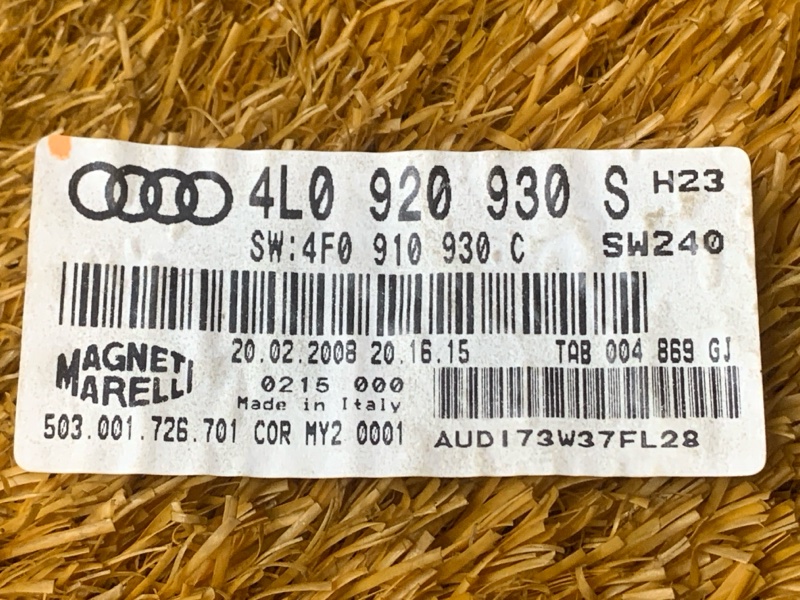 4L0 920 930 S H23
SW:4F0 910 930 C SW240
20.02.2008 20.16.15 TAB 004 869 GJ
MAGNETI
MARELLI
0215 000
Made in Italy
503.001.726.701 COR MY2 0001
AUDI73W37FL28